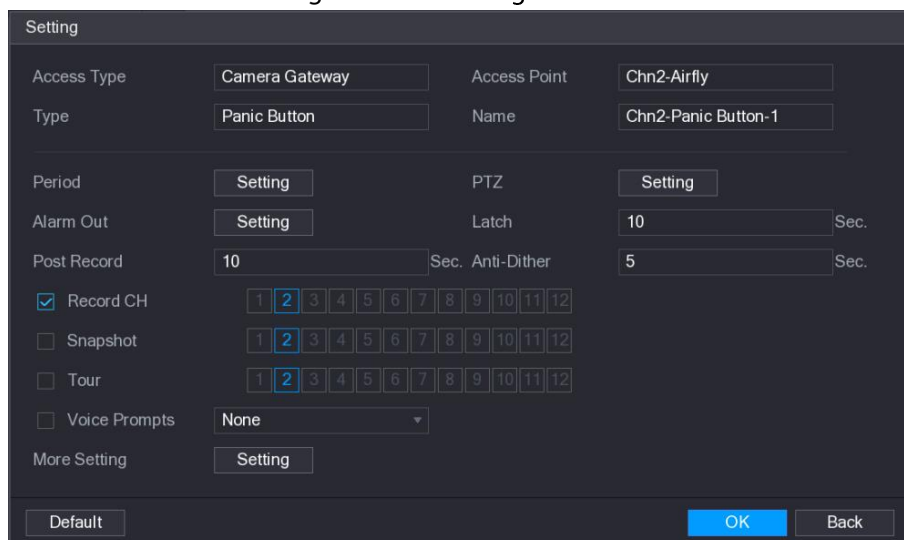 Setting
Access Type Camera Gateway Access Point Chn2-Airfly
Type Panic Button Name Chn2-Panic Button-1
Period Setting PTZ Setting
Alarm Out Setting Latch 10 Sec.
Post Record 10 Sec. Anti-Dither 5 Sec.
Record CH 1 2 3 4 5 6 7 8 9 10 11 12
Snapshot 1 2 3 4 5 6 7 8 9 10 11 12
Tour 1 2 3 4 5 6 7 8 9 10 11 12
Voice Prompts None
More Setting Setting
Default OK Back